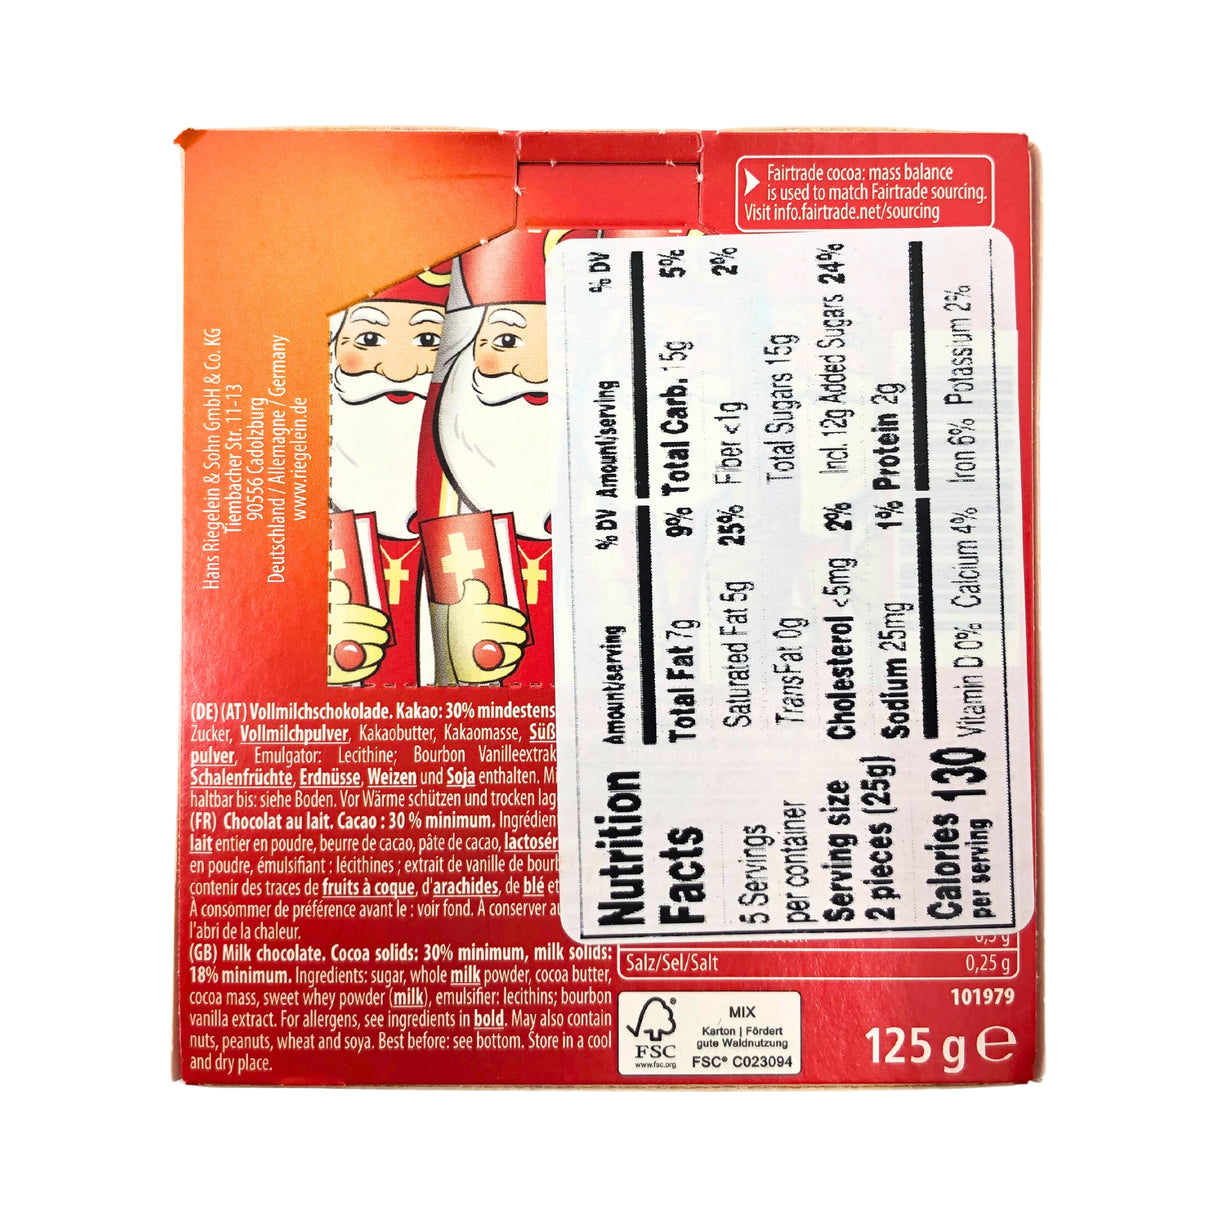 Fairtrade cocoa: mass balance
is used to match Fairtrade sourcing.
Visit info.fairtrade.net/sourcing
Hans Riegelein & Sohn GmbH & Co. KG
Tiembacher Str. 11-13
90556 Cadolzburg
Deutschland / Allemagne / Germany
www.riegelein.de
Nutrition
Facts
5 Servings
per container
Serving size
2 pieces (25g)
Calories 130
per serving
Amount/serving % DV Amount/serving % DV
Total Fat 7g 9% Total Carb. 15g 5%
Saturated Fat 5g 25% Fiber <1g 2%
Trans Fat 0g Total Sugars 15g
Cholesterol <5mg 2% Incl. 12g Added Sugars 24%
Sodium 25mg 1% Protein 2g
Vitamin D 0% Calcium 4% Iron 6% Potassium 2%
(DE) (AT) Vollmilchschokolade. Kakao: 30% mindestens
Zucker, Vollmilchpulver, Kakaobutter, Kakaomasse,
pulver, Emulgator: Lecithine; Bourbon
Schalenfrüchte, Erdnüsse, Weizen und Soja enthalten.
haltbar bis: siehe Boden. Vor Wärme schützen und trocken
(FR) Chocolat au lait. Cacao : 30 % minimum.
lait entier en poudre, beurre de cacao, pâte de cacao,
en poudre, émulsifiant : lécithines ; extrait de vanille de
contenir des traces de fruits à coque, d'arachides, de blé et
À consommer de préférence avant le : voir fond. À conserver
l'abri de la chaleur.
(GB) Milk chocolate. Cocoa solids: 30% minimum, milk solids:
18% minimum. Ingredients: sugar, whole milk powder, cocoa butter,
cocoa mass, sweet whey powder (milk), emulsifier: lecithins; bourbon
vanilla extract. For allergens, see ingredients in bold. May also contain
nuts, peanuts, wheat and soya. Best before: see bottom. Store in a cool
and dry place.
Salz/Sel/Salt 0,25 g
101979
FSC
www.fsc.org
MIX
Karton | Fördert
gute Waldnutzung
FSC® C023094
125 g e